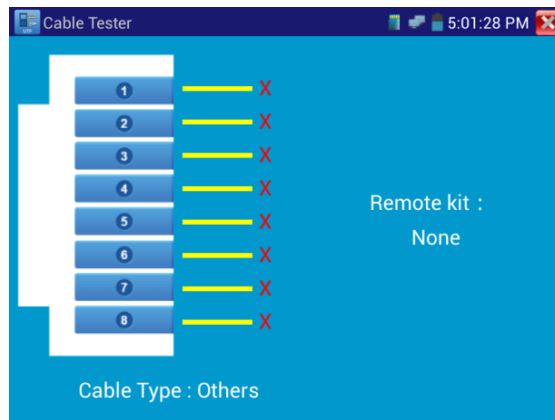 UTP
Cable Tester
5:01:28 PM
1 X
2 X
3 X
4 X
5 X
6 X
7 X
8 X
Remote kit :
None
Cable Type : Others